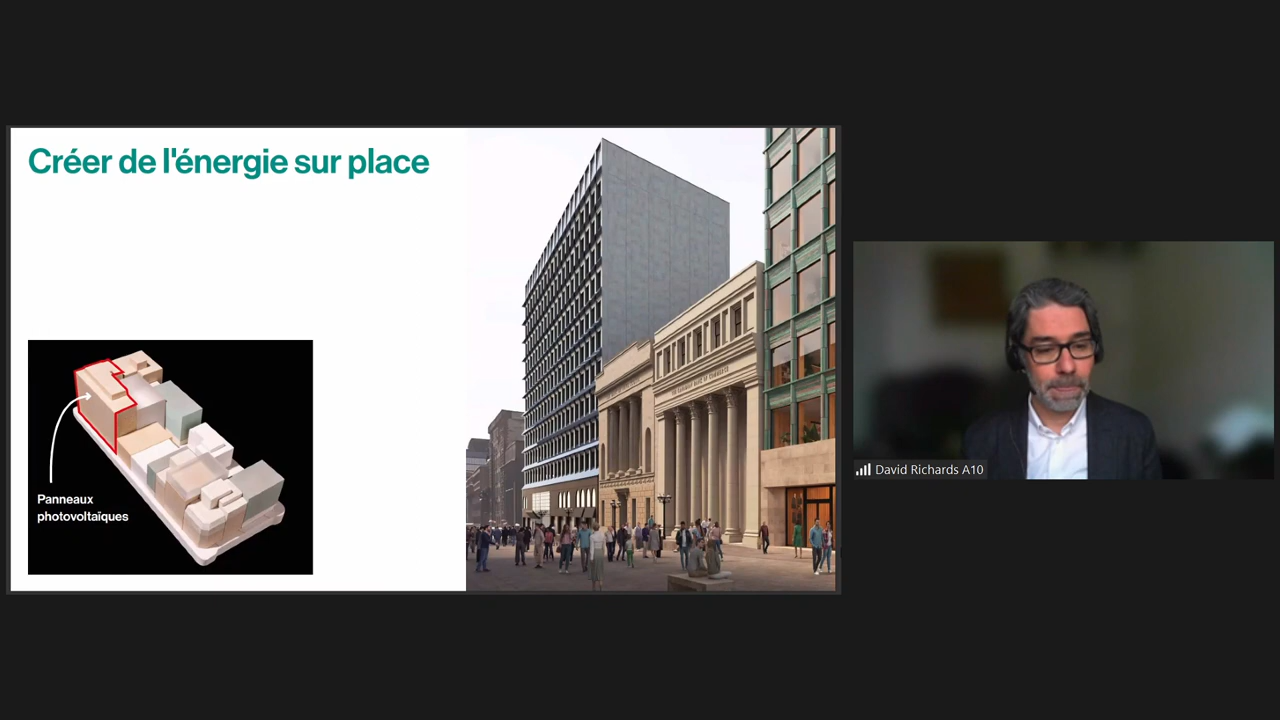 Créer de l'énergie sur place
Panneaux
photovoltaïques
David Richards A10